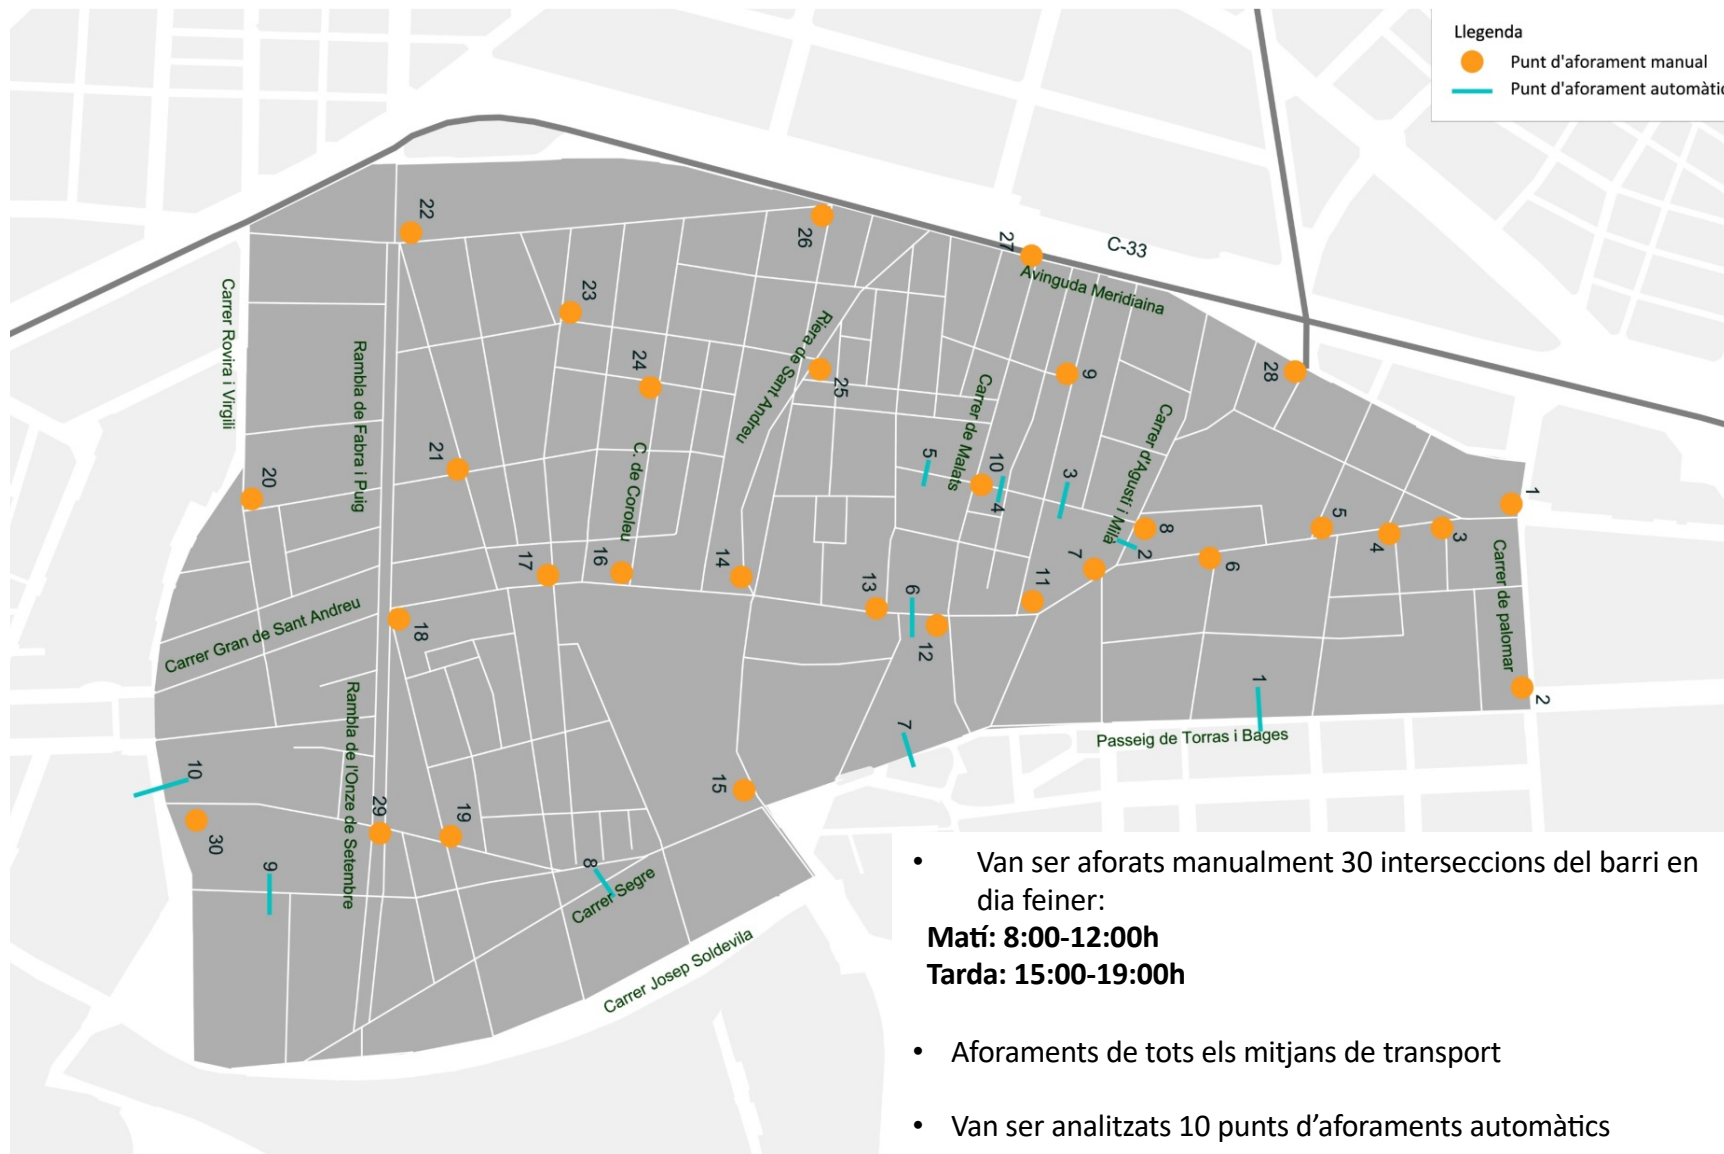 Llegenda
Punt d'aforament manual
Punt d'aforament automàtic
22
26
27
C-33
Avinguda Meridiaina
Carrer Rovira i Virgili
23
Rambla de Fabra i Puig
24
Riera de Sant Andreu
25
28
9
Carrer de Malats
Carrer d'Agustí i Milà
21
C. de Coroleu
20
5
10
4
3
8
2
1
5
4
3
17
16
14
13
6
12
11
7
6
Carrer de palomar
Carrer Gran de Sant Andreu
18
1
2
Rambla de l'Onze de Setembre
7
Passeig de Torras i Bages
10
15
30
29
19
9
8
Carrer Segre
Carrer Josep Soldevila
• Van ser aforats manualment 30 interseccions del barri en
dia feiner:
Matí: 8:00-12:00h
Tarda: 15:00-19:00h
• Aforaments de tots els mitjans de transport
• Van ser analitzats 10 punts d’aforaments automàtics